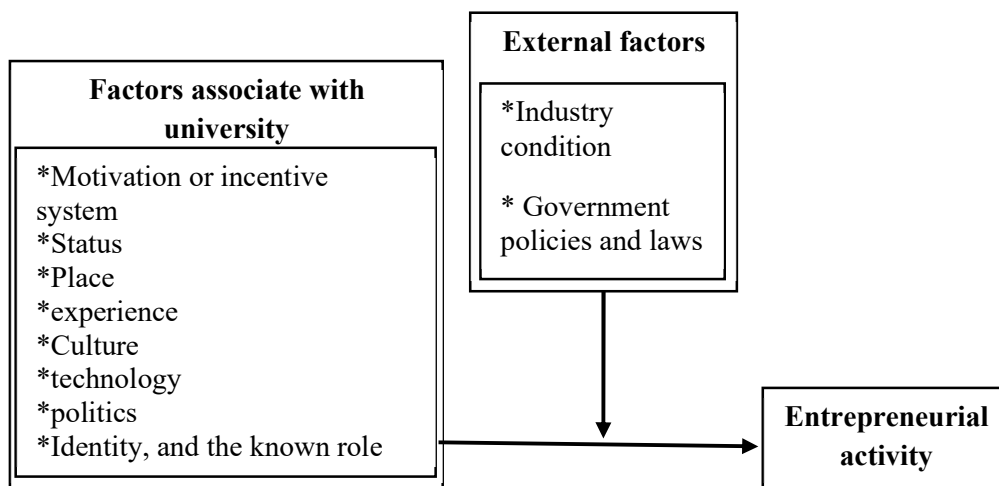 External factors
*Industry
condition
* Government
policies and laws
Factors associate with
university
*Motivation or incentive
system
*Status
*Place
*experience
*Culture
*technology
*politics
*Identity, and the known role
Entrepreneurial
activity